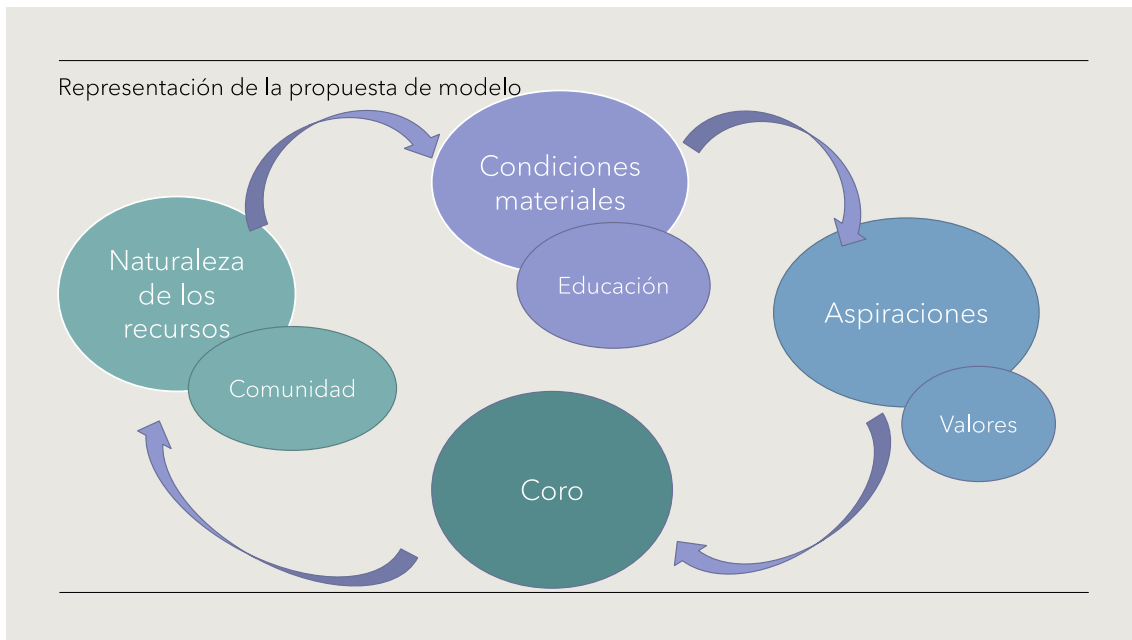 Representación de la propuesta de modelo
Condiciones
materiales
Educación
Naturaleza
de los
recursos
Comunidad
Aspiraciones
Valores
Coro